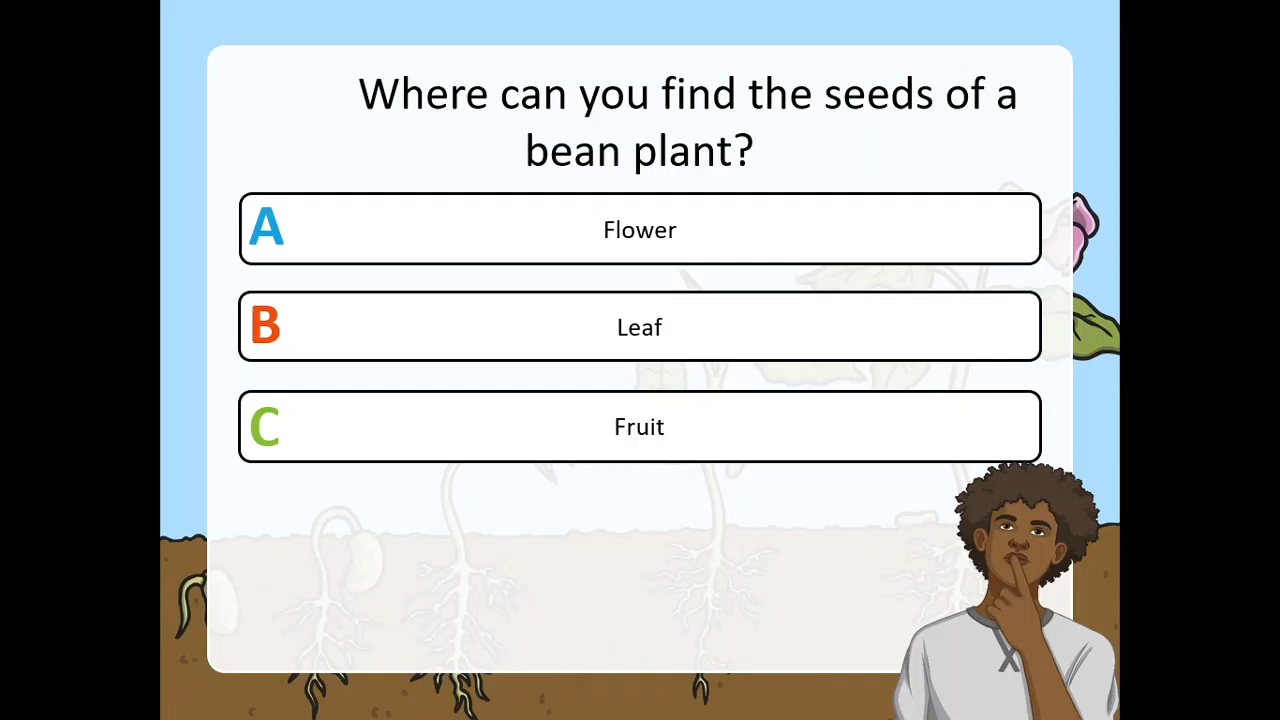 Where can you find the seeds of a
bean plant?
A Flower
B Leaf
C Fruit